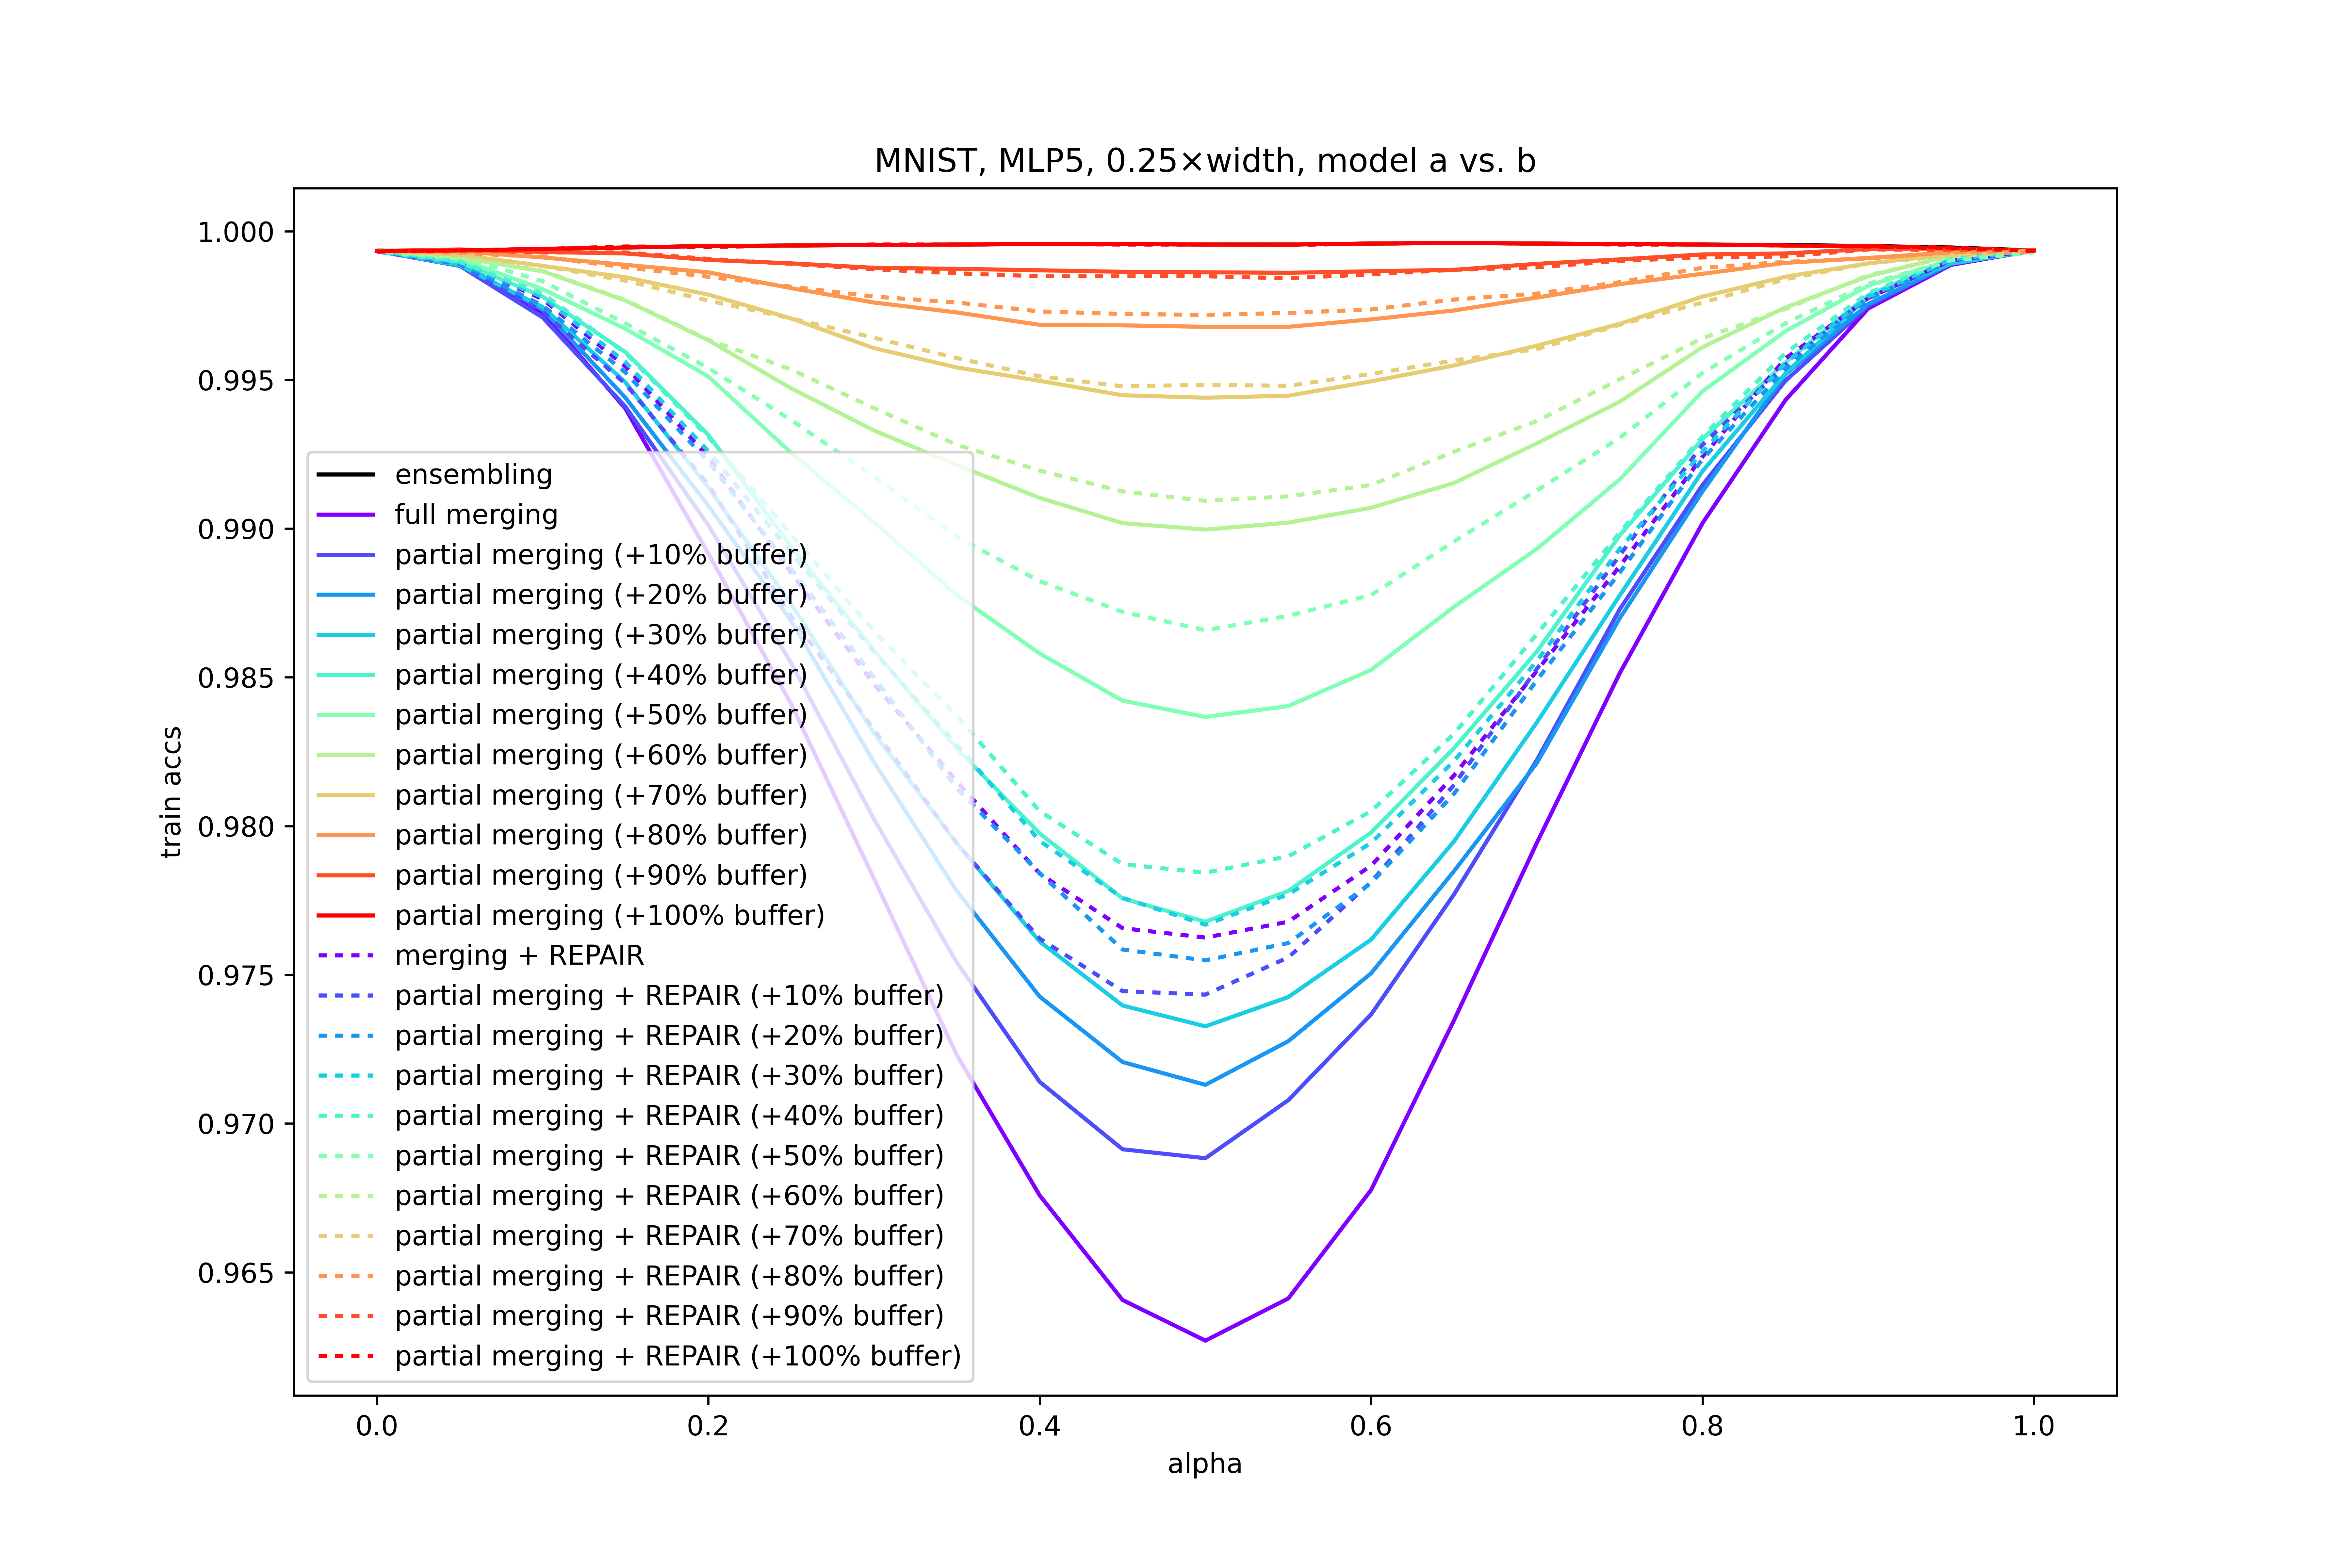 MNIST, MLP5, 0.25×width, model a vs. b
1.000
0.995
0.990
0.985
0.980
0.975
0.970
0.965
train accs
ensembling
full merging
partial merging (+10% buffer)
partial merging (+20% buffer)
partial merging (+30% buffer)
partial merging (+40% buffer)
partial merging (+50% buffer)
partial merging (+60% buffer)
partial merging (+70% buffer)
partial merging (+80% buffer)
partial merging (+90% buffer)
partial merging (+100% buffer)
merging + REPAIR
partial merging + REPAIR (+10% buffer)
partial merging + REPAIR (+20% buffer)
partial merging + REPAIR (+30% buffer)
partial merging + REPAIR (+40% buffer)
partial merging + REPAIR (+50% buffer)
partial merging + REPAIR (+60% buffer)
partial merging + REPAIR (+70% buffer)
partial merging + REPAIR (+80% buffer)
partial merging + REPAIR (+90% buffer)
partial merging + REPAIR (+100% buffer)
0.0 0.2 0.4 0.6 0.8 1.0
alpha